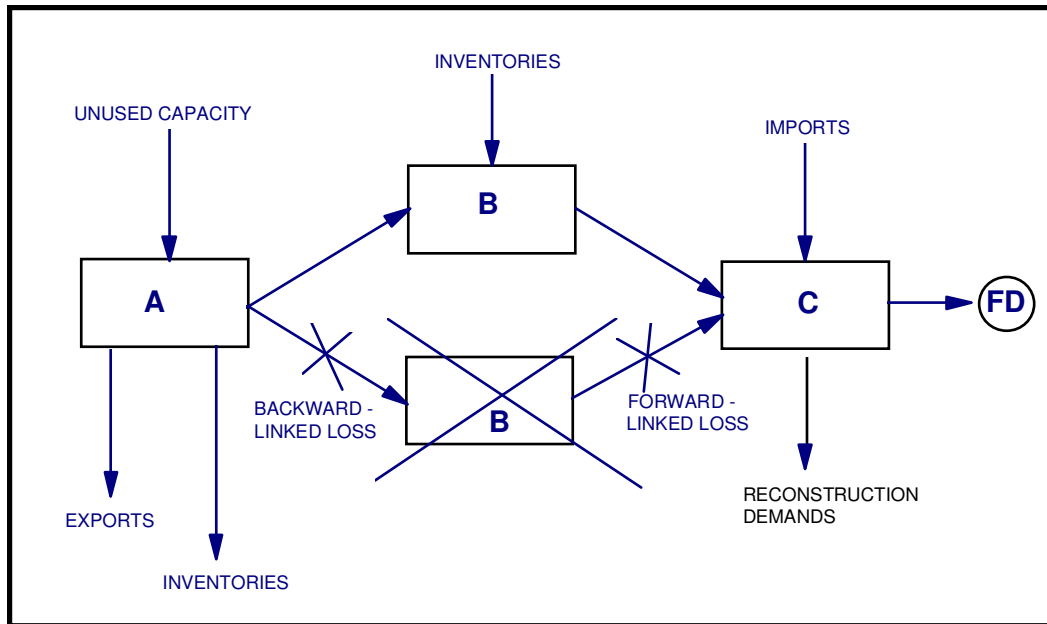 INVENTORIES
UNUSED CAPACITY
IMPORTS
B
A
C
FD
BACKWARD -
LINKED LOSS
B
FORWARD -
LINKED LOSS
RECONSTRUCTION
DEMANDS
EXPORTS
INVENTORIES